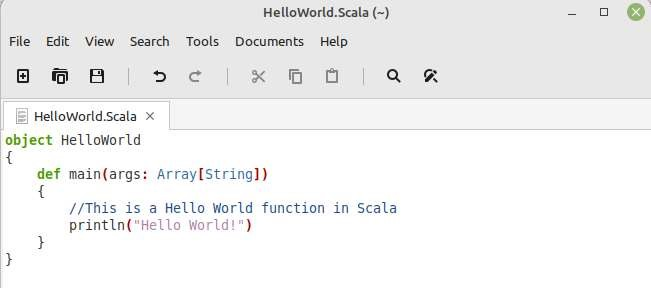 HelloWorld.Scala (~)
File Edit View Search Tools Documents Help
HelloWorld.Scala
object HelloWorld
{
    def main(args: Array[String])
    {
        //This is a Hello World function in Scala
        println("Hello World!")
    }
}